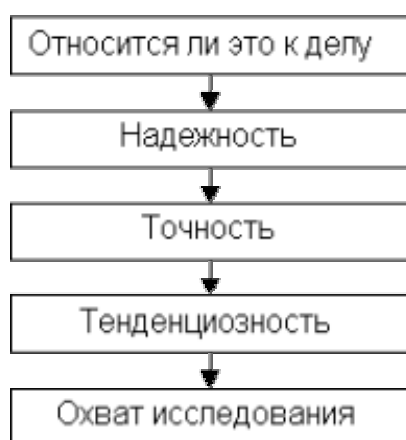 Относится ли это к делу
Надежность
Точность
Тенденциозность
Охват исследования